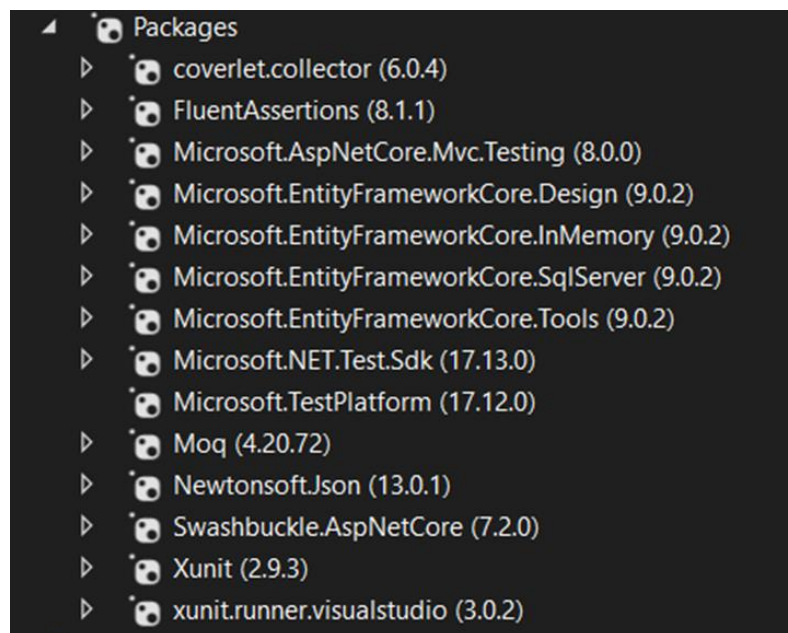 Packages
coverlet.collector (6.0.4)
FluentAssertions (8.1.1)
Microsoft.AspNetCore.Mvc.Testing (8.0.0)
Microsoft.EntityFrameworkCore.Design (9.0.2)
Microsoft.EntityFrameworkCore.InMemory (9.0.2)
Microsoft.EntityFrameworkCore.SqlServer (9.0.2)
Microsoft.EntityFrameworkCore.Tools (9.0.2)
Microsoft.NET.Test.Sdk (17.13.0)
Microsoft.TestPlatform (17.12.0)
Moq (4.20.72)
Newtonsoft.Json (13.0.1)
Swashbuckle.AspNetCore (7.2.0)
Xunit (2.9.3)
xunit.runner.visualstudio (3.0.2)